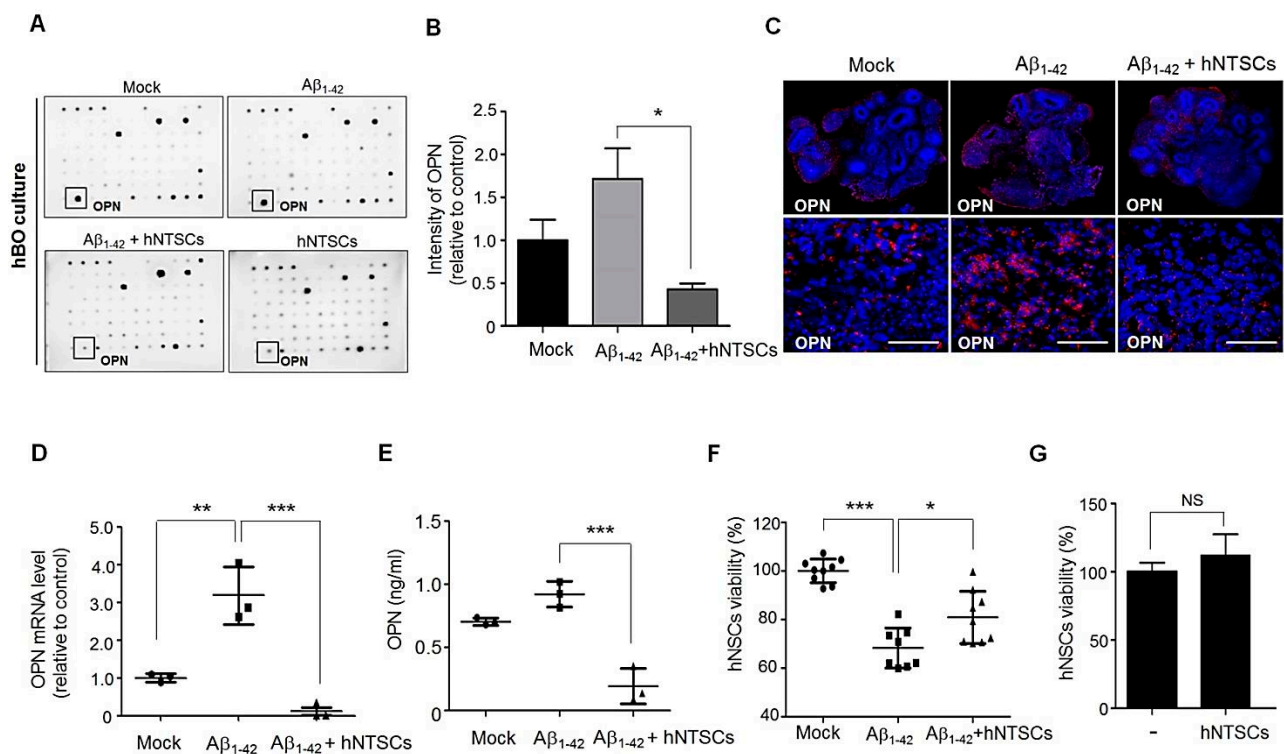 A
Mock
Aβ1-42
hBO culture
OPN
OPN
Aβ1-42 + hNTSCs
hNTSCs
OPN
OPN
B
Intensity of OPN
(relative to control)
2.5
2.0
1.5
1.0
0.5
0
*
Mock
Aβ1-42
Aβ1-42+hNTSCs
C
Mock
Aβ1-42
Aβ1-42 + hNTSCs
OPN
OPN
OPN
OPN
OPN
OPN
D
OPN mRNA level
(relative to control)
5.0
4.0
3.0
2.0
1.0
0
**
***
Mock
Aβ1-42
Aβ1-42 + hNTSCs
E
OPN (ng/ml)
1.5
1.0
0.5
0
***
Mock
Aβ1-42
Aβ1-42 + hNTSCs
F
hNSCs viability (%)
120
100
80
60
40
***
*
Mock
Aβ1-42
Aβ1-42+hNTSCs
G
hNSCs viability (%)
150
100
50
0
NS
-
hNTSCs